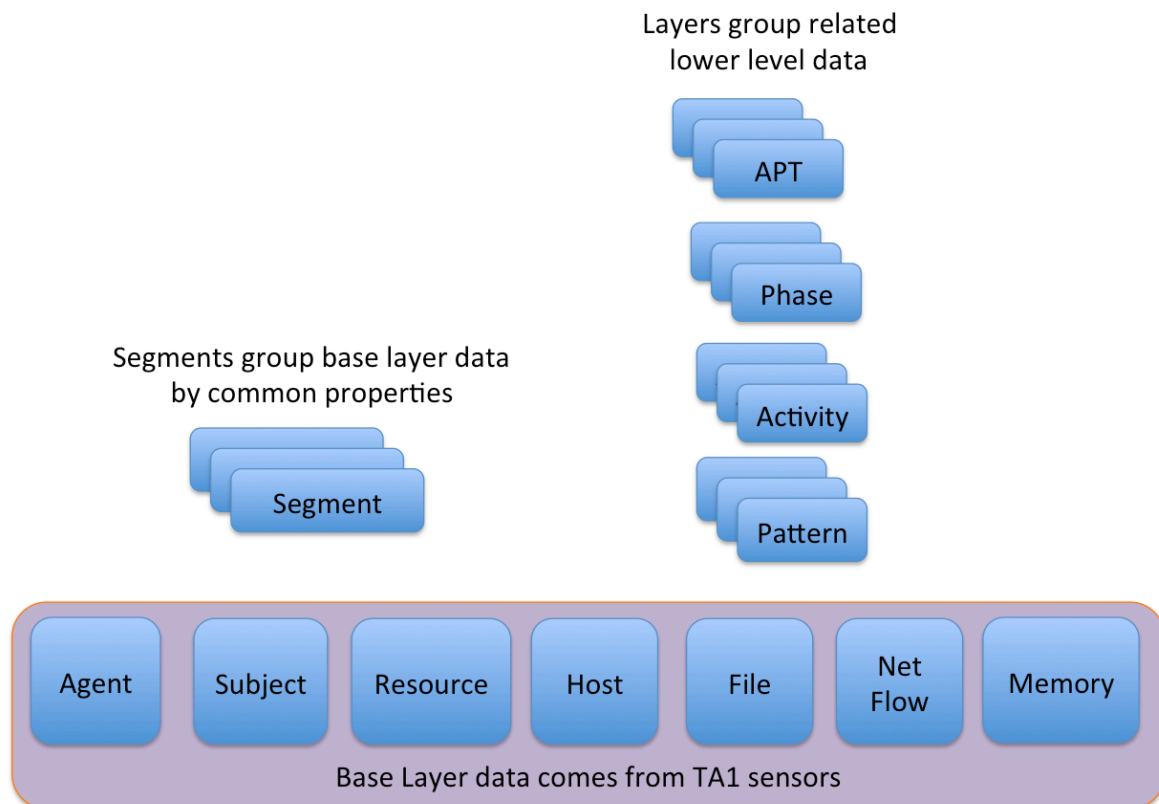 Layers group related
lower level data
APT
Phase
Segments group base layer data
by common properties
Activity
Segment
Pattern
Agent
Subject
Resource
Host
File
Net
Flow
Memory
Base Layer data comes from TA1 sensors